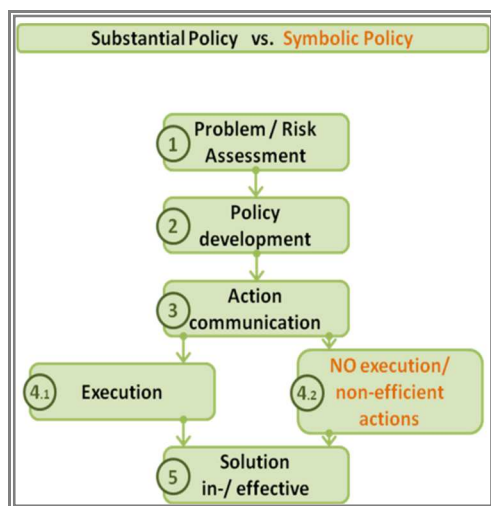 Substantial Policy vs. Symbolic Policy
1
Problem / Risk
Assessment
2
Policy
development
3
Action
communication
4.1
Execution
4.2
NO execution/
non-efficient
actions
5
Solution
in-/ effective